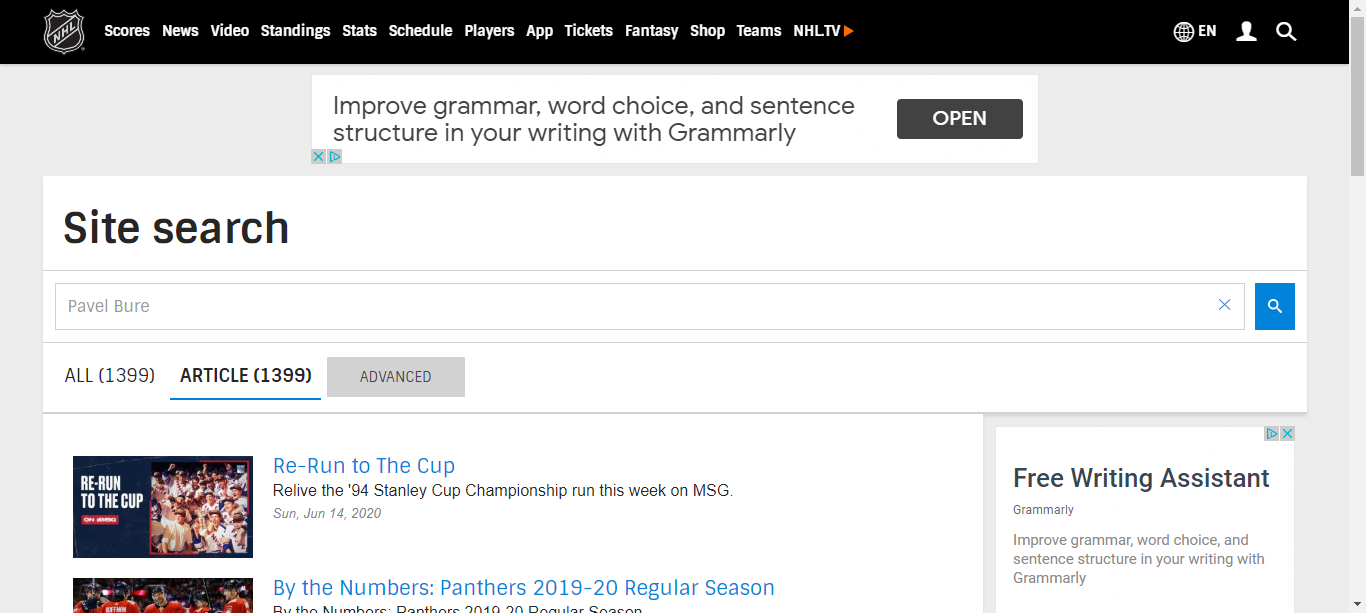 NHL
Scores News Video Standings Stats Schedule Players App Tickets Fantasy Shop Teams NHL.TV EN
Improve grammar, word choice, and sentence
structure in your writing with Grammarly
OPEN
Site search
Pavel Bure
ALL (1399) ARTICLE (1399) ADVANCED
RE-RUN
TO THE CUP
ON MSG
Re-Run to The Cup
Relive the '94 Stanley Cup Championship run this week on MSG.
Sun, Jun 14, 2020
HOFFMAN
By the Numbers: Panthers 2019-20 Regular Season
By the Numbers: Panthers 2019-20 Regular Season
Free Writing Assistant
Grammarly
Improve grammar, word choice, and
sentence structure in your writing with
Grammarly